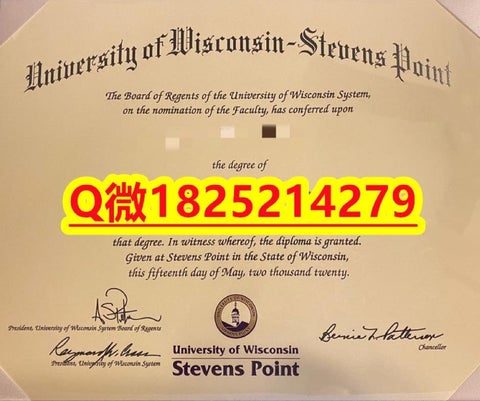 University of Wisconsin-Stevens Point
The Board of Regents of the University of Wisconsin System,
on the nomination of the Faculty, has conferred upon
the degree of
Q微1825214279
that degree. In witness whereof, the diploma is granted.
Given at Stevens Point in the State of Wisconsin,
this fifteenth day of May, two thousand twenty.
President, University of Wisconsin System Board of Regents
Chancellor
President, University of Wisconsin System
University of Wisconsin
Stevens Point